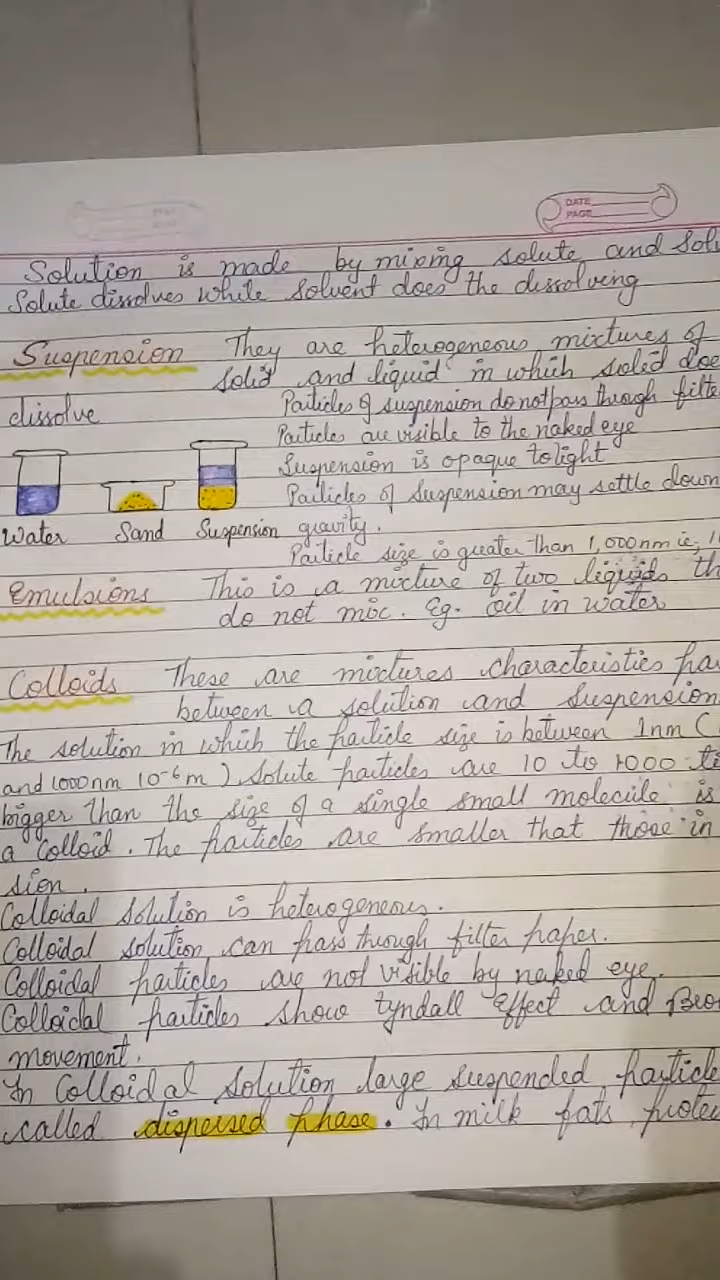 DATE
PAGE
Solution is made by mixing solute and Sol
Solute dissolves while solvent does the dissolving
Suspension They are heterogeneous mixtures of
solid and liquid in which solid doe
dissolve
Particles of suspension do not pass through filte
Particles are visible to the naked eye
Suspension is opaque to light
Particles of Suspension may settle down
Water Sand Suspension gravity.
Particle size is greater than 1,000nm ie, 1
Emulsions This is a mixture of two liquids th
do not mix. Eg. oil in water
Colloids These are mixtures characteristics ha
between a solution and suspension
The solution in which the particle size is between 1nm (
and 1000nm 10-6m). Solute particles are 10 to 1000 ti
bigger than the size of a single small molecule is
a colloid. The particles are smaller that those in
sion.
Colloidal solution is heterogeneous.
Colloidal solution can pass through filter paper.
Colloidal particles are not visible by naked eye.
Colloidal particles show tyndall effect and Bro
movement.
In Colloidal solution large suspended particle
called dispersed phase. In milk fats, protei